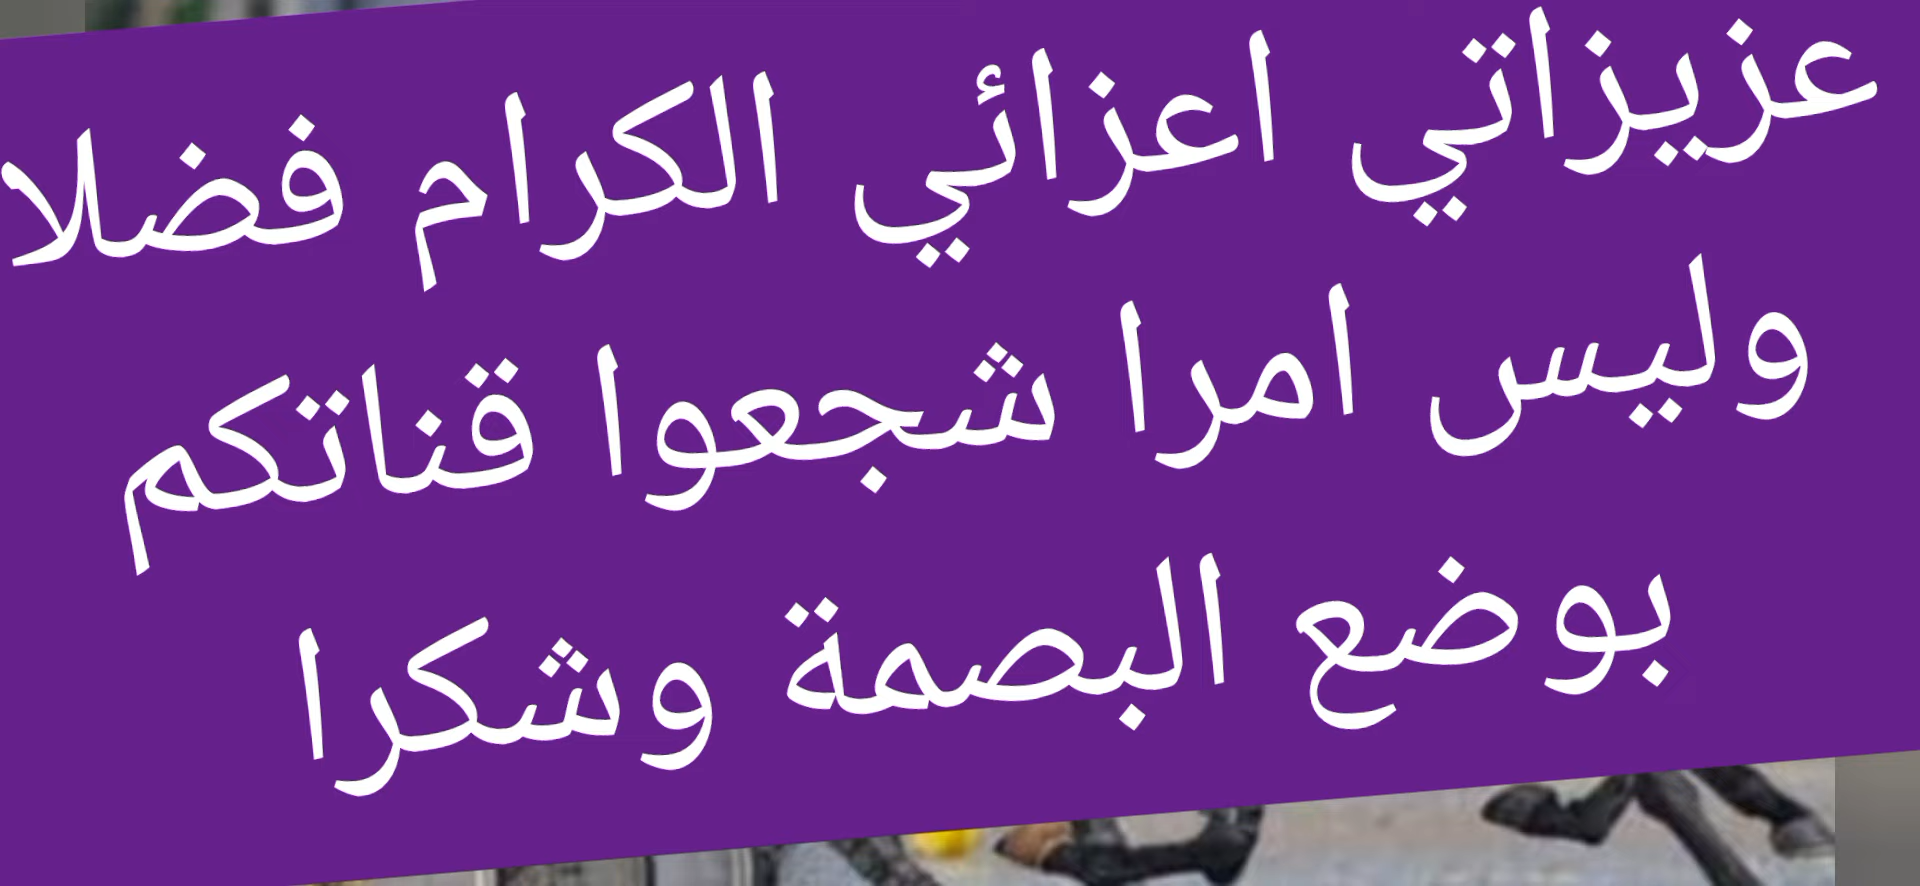 عزيزاتي اعزائي الكرام فضلا
وليس امرا شجعوا قناتكم
بوضع البصمة وشكرا